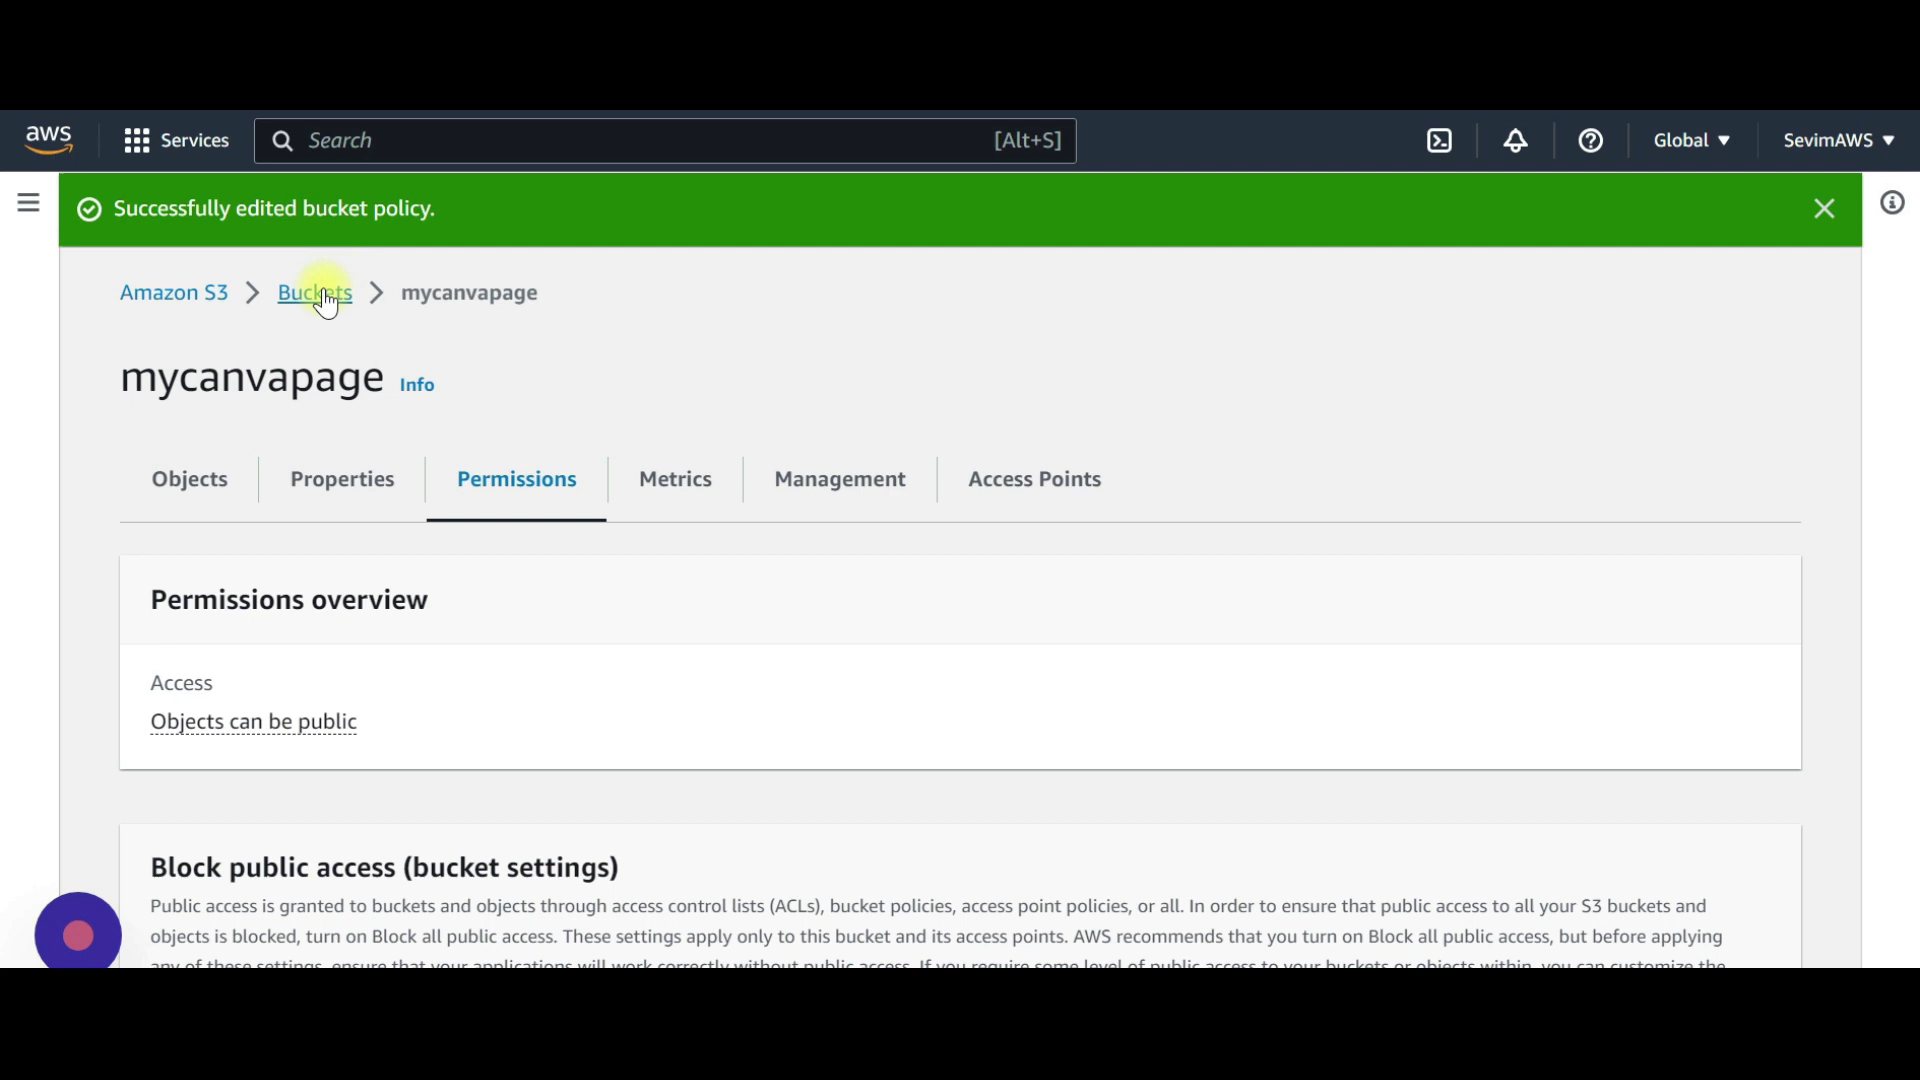 aws
Services
Search [Alt+S]
Global
SevimAWS
Successfully edited bucket policy.
Amazon S3 Buckets mycanvapage
mycanvapage Info
Objects Properties Permissions Metrics Management Access Points
Permissions overview
Access
Objects can be public
Block public access (bucket settings)
Public access is granted to buckets and objects through access control lists (ACLs), bucket policies, access point policies, or all. In order to ensure that public access to all your S3 buckets and
objects is blocked, turn on Block all public access. These settings apply only to this bucket and its access points. AWS recommends that you turn on Block all public access, but before applying
any of these settings, ensure that your applications will work correctly without public access. If you require some level of public access to your buckets or objects within, you can customize the